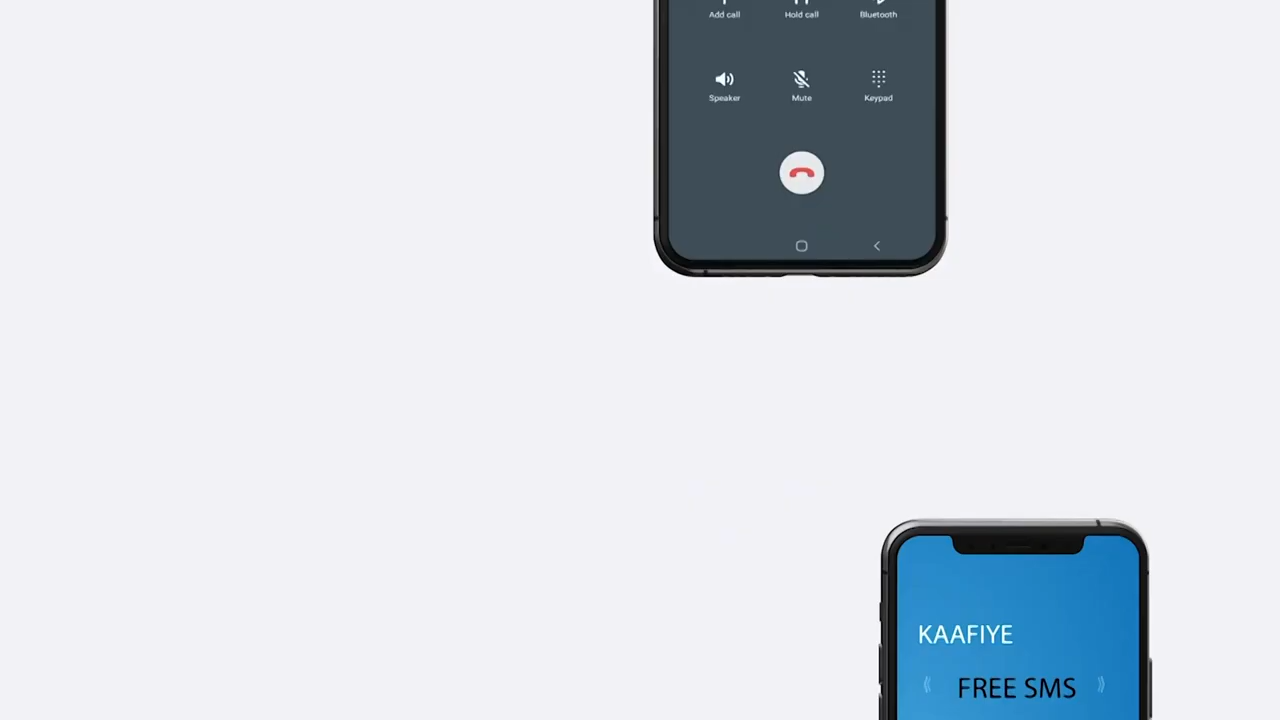 Add call Hold call Bluetooth
Speaker Mute Keypad
KAAFIYE
FREE SMS